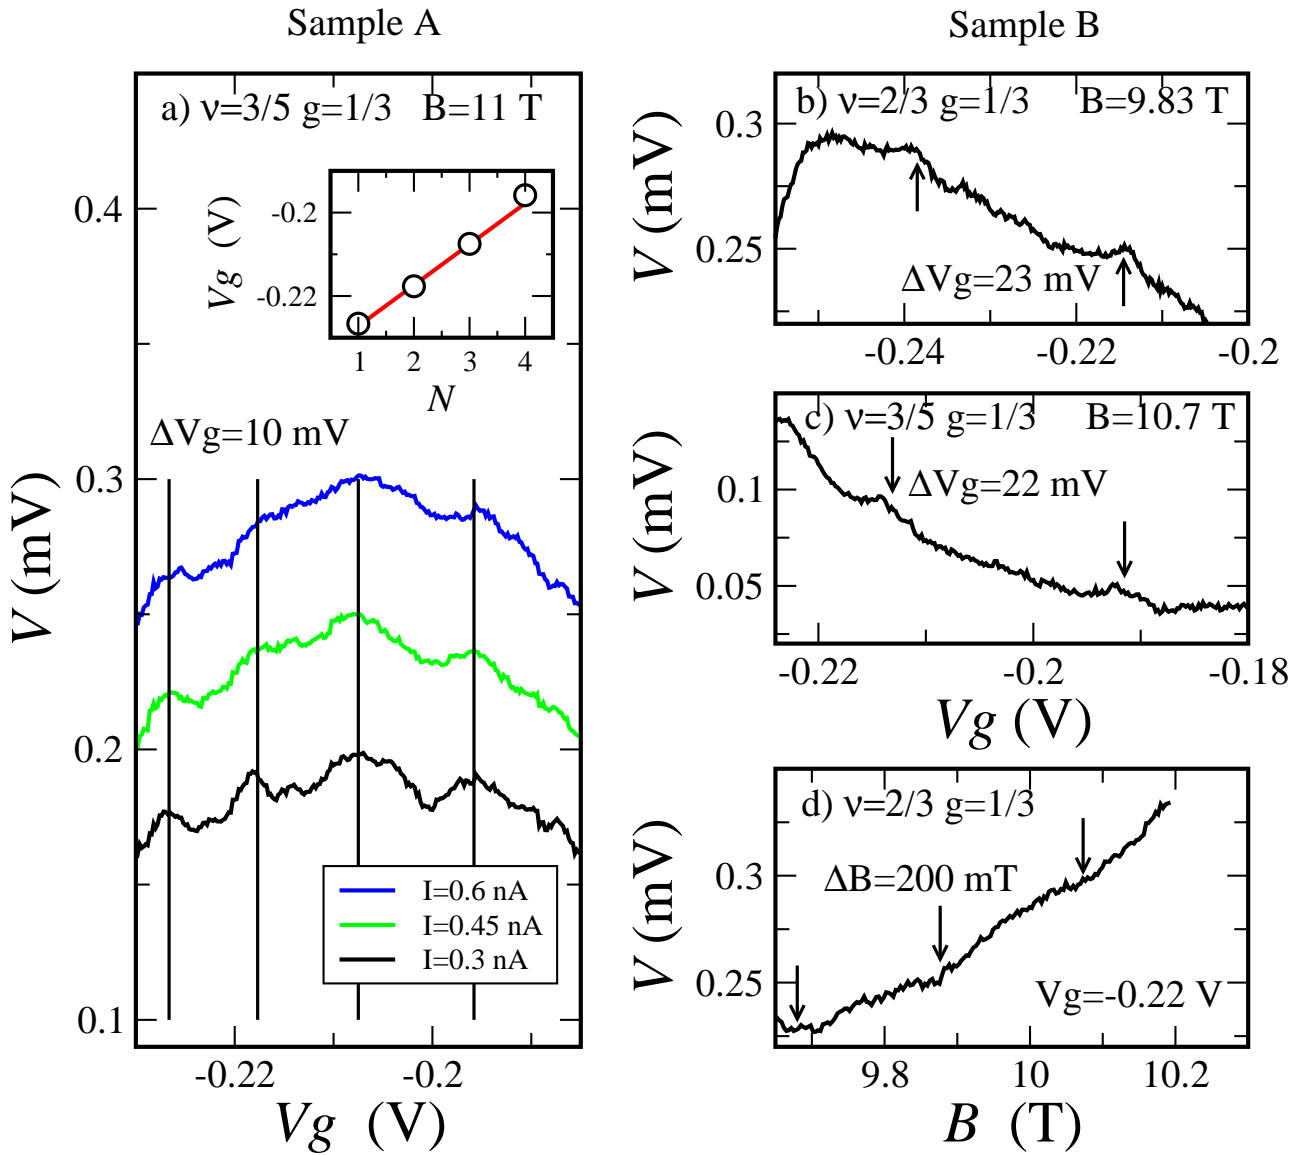 Sample A
Sample B
a) ν=3/5 g=1/3 B=11 T
Vg (V)
-0.2
-0.22
1 2 3 4
N
ΔVg=10 mV
V (mV)
0.4
0.3
0.2
0.1
I=0.6 nA
I=0.45 nA
I=0.3 nA
-0.22 -0.2
Vg (V)
b) ν=2/3 g=1/3 B=9.83 T
V (mV)
0.3
0.25
ΔVg=23 mV
-0.24 -0.22 -0.2
c) ν=3/5 g=1/3 B=10.7 T
V (mV)
0.1
0.05
ΔVg=22 mV
-0.22 -0.2 -0.18
Vg (V)
d) ν=2/3 g=1/3
V (mV)
0.3
0.25
ΔB=200 mT
Vg=-0.22 V
9.8 10 10.2
B (T)